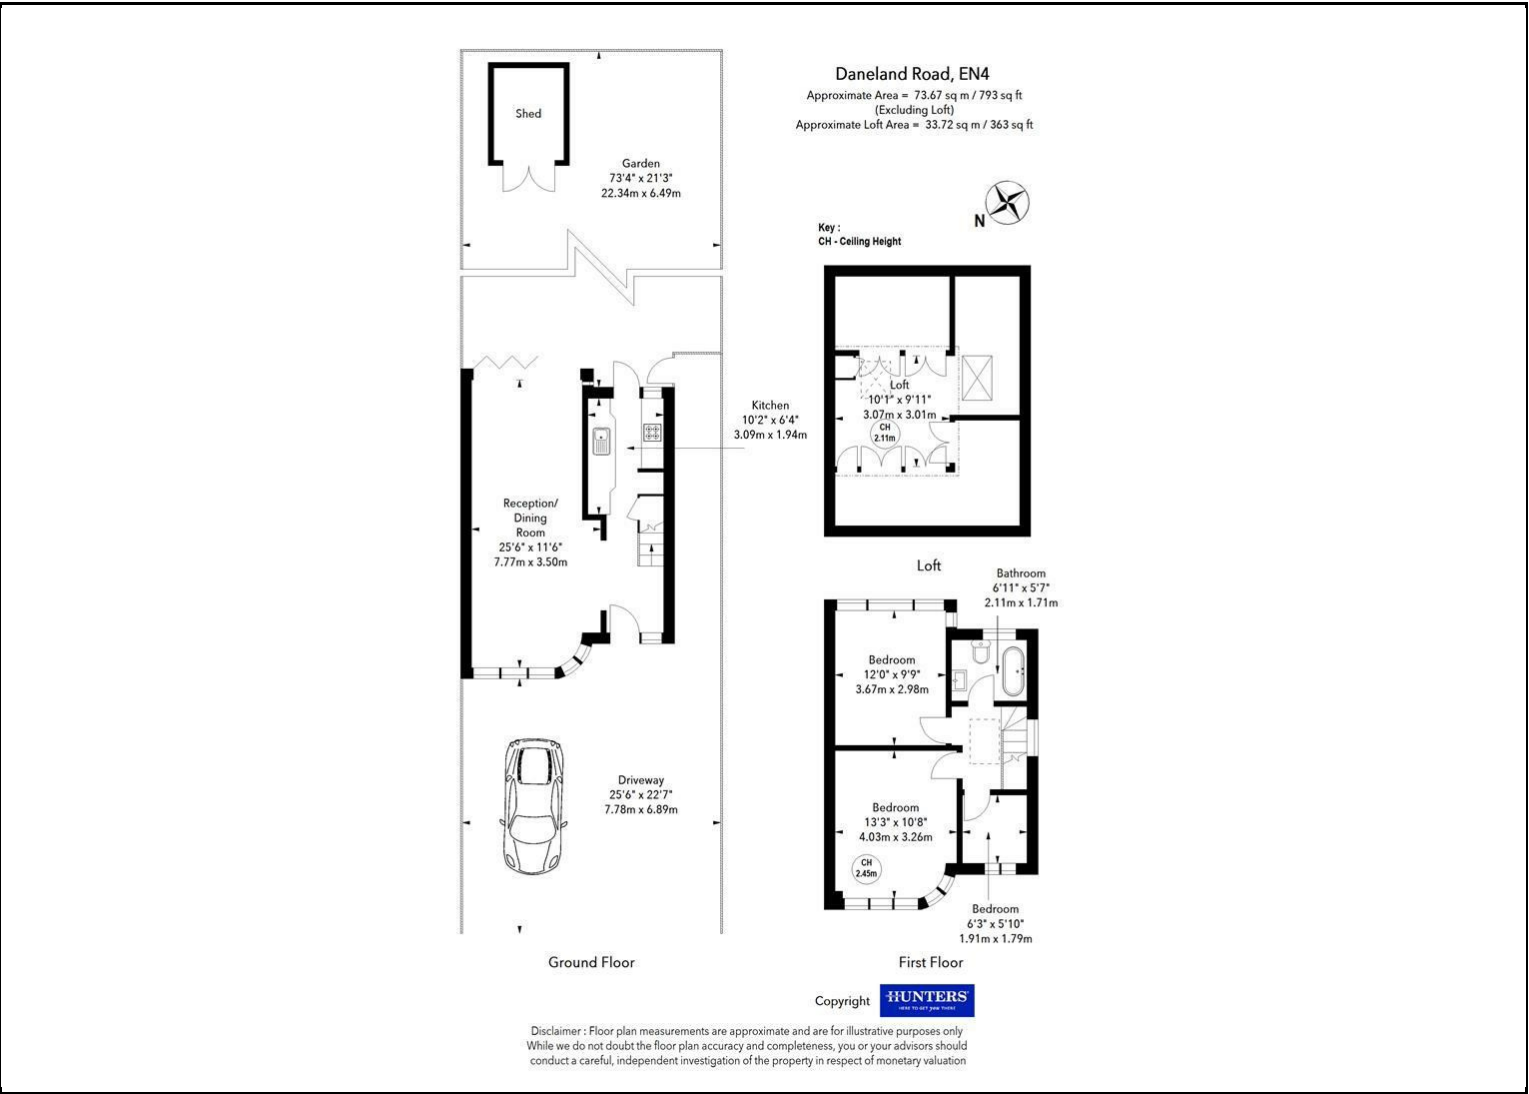 Daneland Road, EN4
Approximate Area = 73.67 sq m / 793 sq ft
(Excluding Loft)
Approximate Loft Area = 33.72 sq m / 363 sq ft
Shed
Garden
73'4" x 21'3"
22.34m x 6.49m
N
Key :
CH - Ceiling Height
Kitchen
10'2" x 6'4"
3.09m x 1.94m
Loft
10'1" x 9'11"
3.07m x 3.01m
CH
2.11m
Reception/
Dining
Room
25'6" x 11'6"
7.77m x 3.50m
Loft
Bathroom
6'11" x 5'7"
2.11m x 1.71m
Bedroom
12'0" x 9'9"
3.67m x 2.98m
Driveway
25'6" x 22'7"
7.78m x 6.89m
Bedroom
13'3" x 10'8"
4.03m x 3.26m
CH
2.45m
Bedroom
6'3" x 5'10"
1.91m x 1.79m
Ground Floor
First Floor
Copyright
HUNTERS
HERE TO GET you THERE
Disclaimer : Floor plan measurements are approximate and are for illustrative purposes only
While we do not doubt the floor plan accuracy and completeness, you or your advisors should
conduct a careful, independent investigation of the property in respect of monetary valuation